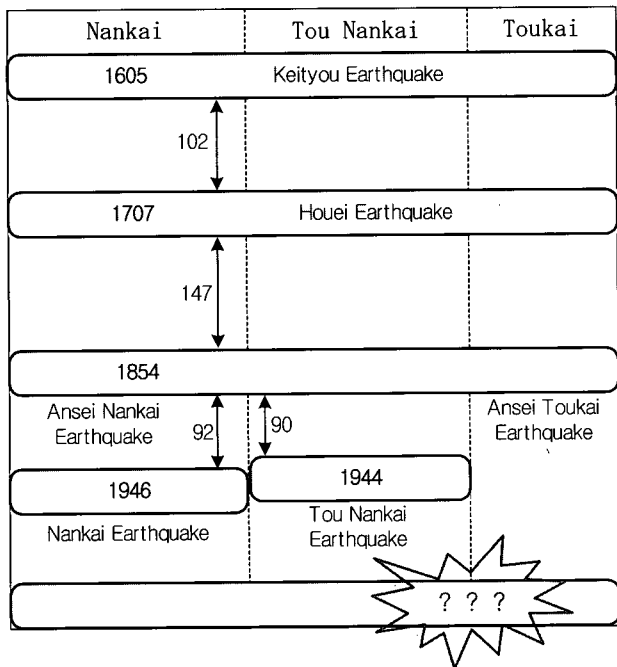 Nankai Tou Nankai Toukai
1605 Keityou Earthquake
102
1707 Houei Earthquake
147
1854
Ansei Nankai
Earthquake
92
90
Ansei Toukai
Earthquake
1946
1944
Nankai Earthquake
Tou Nankai
Earthquake
? ? ?